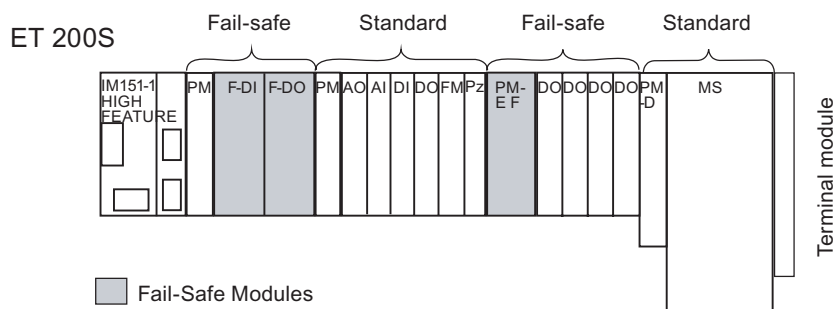 ET 200S
Fail-safe Standard Fail-safe Standard
IM151-1
HIGH
FEATURE
PM F-DI F-DO PM AO AI DI DO FM Pz PM-
E F DO DO DO DO PM
-D MS
Terminal module
Fail-Safe Modules